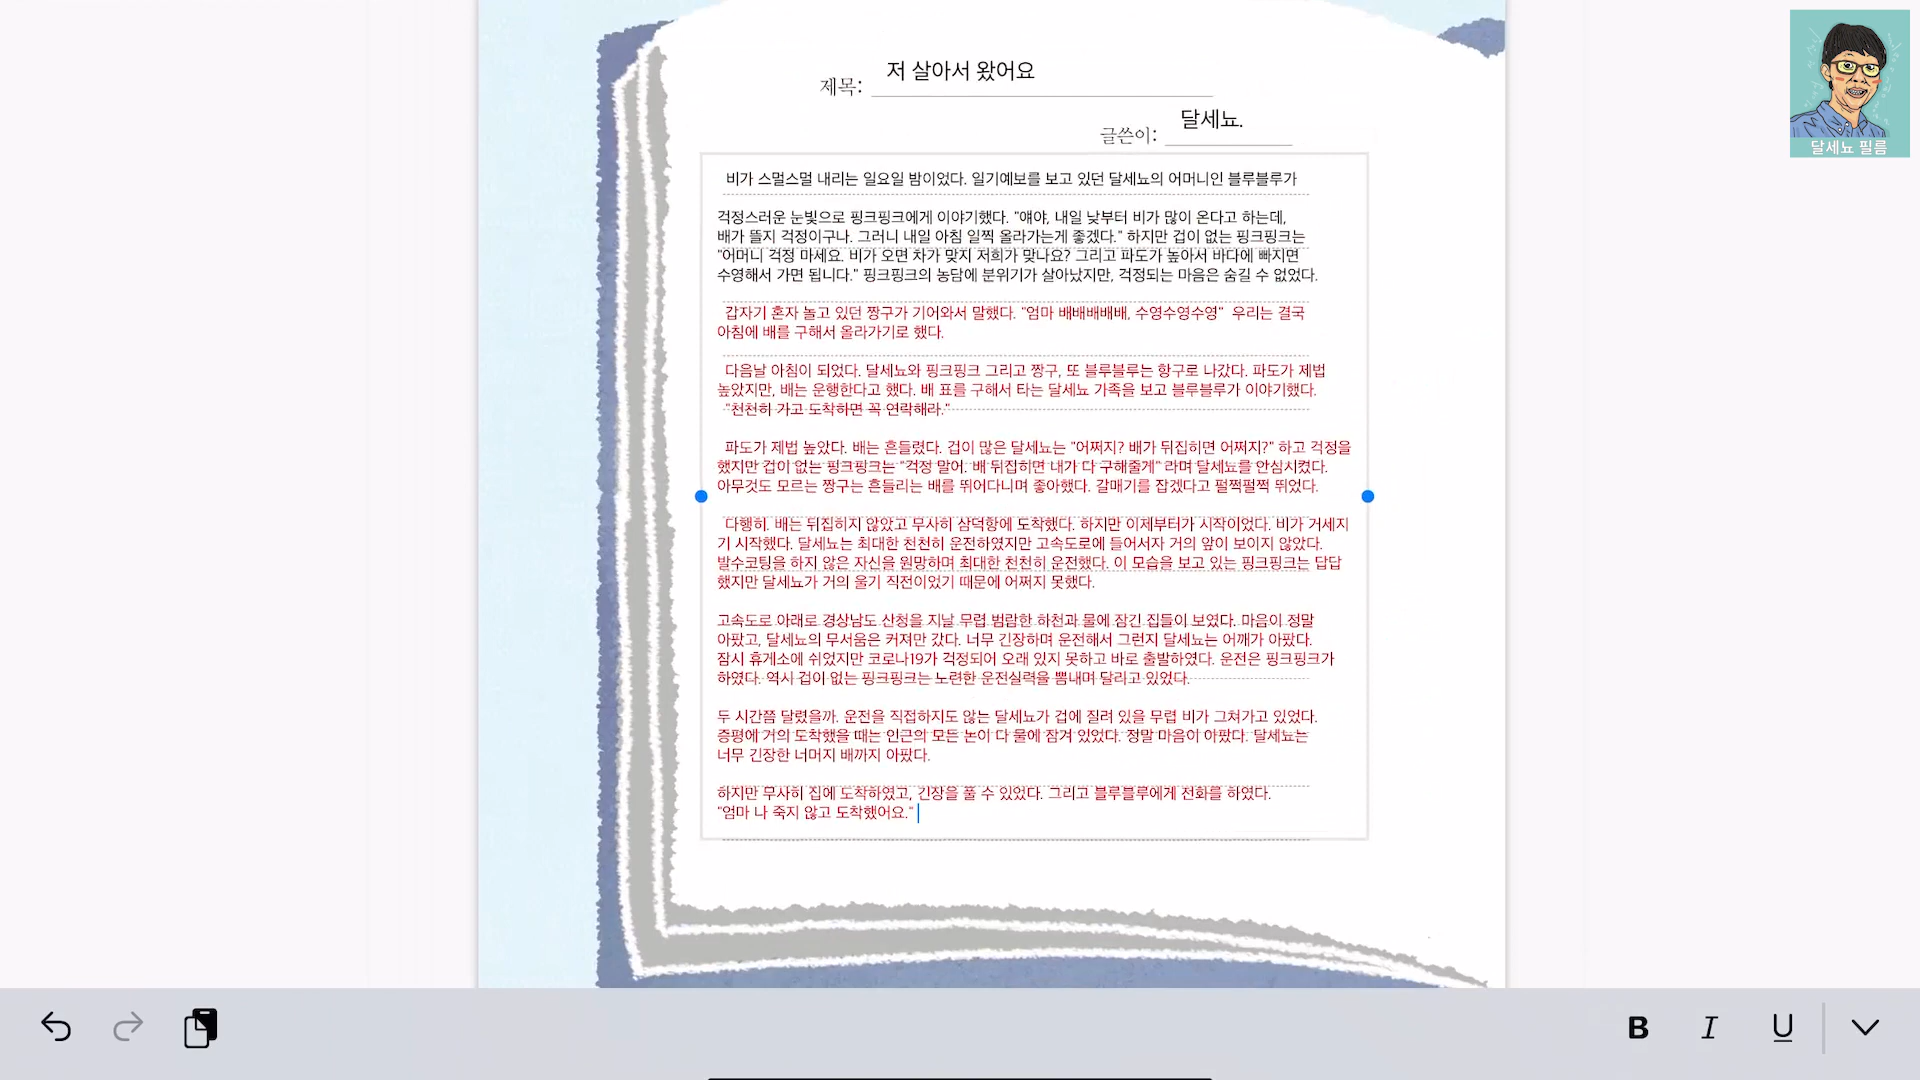 저 살아서 왔어요
제목:
달세뇨.
글쓴이:
달세뇨 필름
비가 스멀스멀 내리는 일요일 밤이었다. 일기예보를 보고 있던 달세뇨의 어머니인 블루블루가
걱정스러운 눈빛으로 핑크핑크에게 이야기했다. "얘야, 내일 낮부터 비가 많이 온다고 하는데,
배가 뜰지 걱정이구나. 그러니 내일 아침 일찍 올라가는게 좋겠다." 하지만 겁이 없는 핑크핑크는
"어머니 걱정 마세요. 비가 오면 차가 맞지 저희가 맞나요? 그리고 파도가 높아서 바다에 빠지면
수영해서 가면 됩니다." 핑크핑크의 농담에 분위기가 살아났지만, 걱정되는 마음은 숨길 수 없었다.
갑자기 혼자 놀고 있던 짱구가 기어와서 말했다. "엄마 배배배배배, 수영수영수영" 우리는 결국
아침에 배를 구해서 올라가기로 했다.
다음날 아침이 되었다. 달세뇨와 핑크핑크 그리고 짱구, 또 블루블루는 항구로 나갔다. 파도가 제법
높았지만, 배는 운행한다고 했다. 배 표를 구해서 타는 달세뇨 가족을 보고 블루블루가 이야기했다.
"천천히 가고 도착하면 꼭 연락해라."
파도가 제법 높았다. 배는 흔들렸다. 겁이 많은 달세뇨는 "어쩌지? 배가 뒤집히면 어쩌지?" 하고 걱정을
했지만 겁이 없는 핑크핑크는 "걱정 말어. 배 뒤집히면 내가 다 구해줄게" 라며 달세뇨를 안심시켰다.
아무것도 모르는 짱구는 흔들리는 배를 뛰어다니며 좋아했다. 갈매기를 잡겠다고 펄쩍펄쩍 뛰었다.
다행히. 배는 뒤집히지 않았고 무사히 삼덕항에 도착했다. 하지만 이제부터가 시작이었다. 비가 거세지
기 시작했다. 달세뇨는 최대한 천천히 운전하였지만 고속도로에 들어서자 거의 앞이 보이지 않았다.
발수코팅을 하지 않은 자신을 원망하며 최대한 천천히 운전했다. 이 모습을 보고 있는 핑크핑크는 답답
했지만 달세뇨가 거의 울기 직전이었기 때문에 어쩌지 못했다.
고속도로 아래로 경상남도 산청을 지날 무렵 범람한 하천과 물에 잠긴 집들이 보였다. 마음이 정말
아팠고, 달세뇨의 무서움은 커져만 갔다. 너무 긴장하며 운전해서 그런지 달세뇨는 어깨가 아팠다.
잠시 휴게소에 쉬었지만 코로나19가 걱정되어 오래 있지 못하고 바로 출발하였다. 운전은 핑크핑크가
하였다. 역시 겁이 없는 핑크핑크는 노련한 운전실력을 뽐내며 달리고 있었다.
두 시간쯤 달렸을까. 운전을 직접하지도 않는 달세뇨가 겁에 질려 있을 무렵 비가 그쳐가고 있었다.
증평에 거의 도착했을 때는 인근의 모든 논이 다 물에 잠겨 있었다. 정말 마음이 아팠다. 달세뇨는
너무 긴장한 너머지 배까지 아팠다.
하지만 무사히 집에 도착하였고, 긴장을 풀 수 있었다. 그리고 블루블루에게 전화를 하였다.
"엄마 나 죽지 않고 도착했어요."
B I U